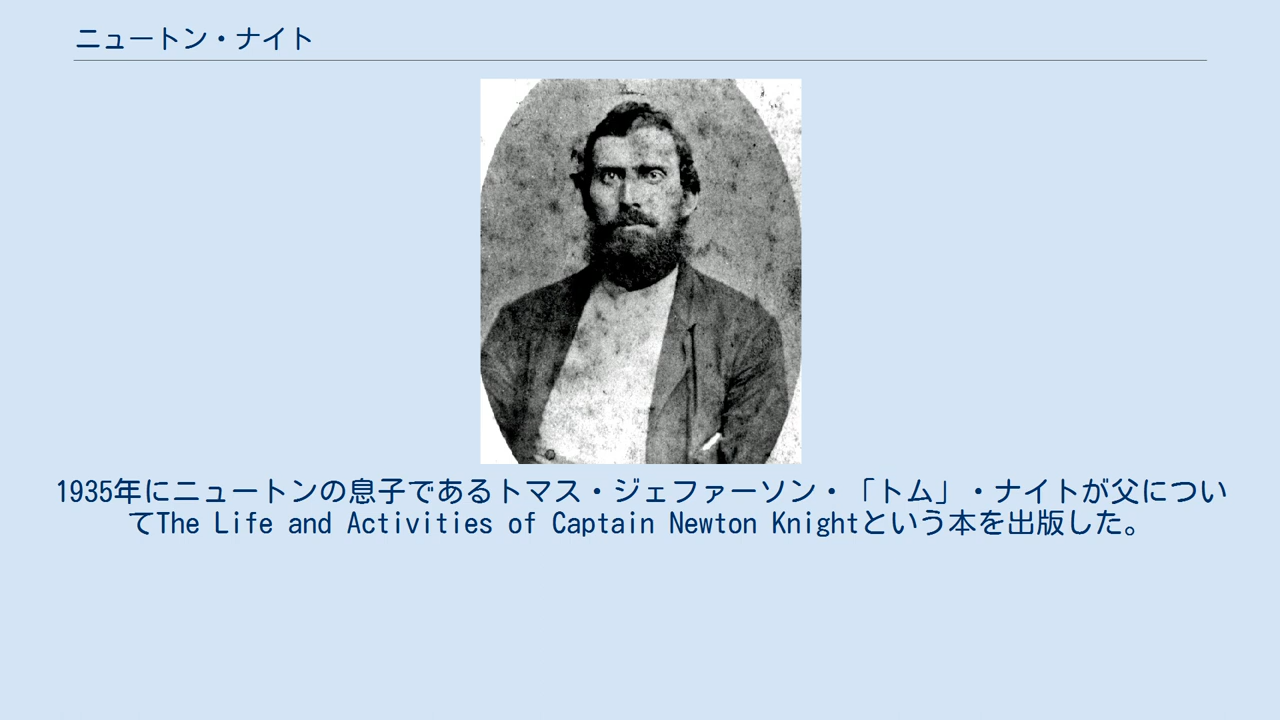 ニュートン・ナイト
1935年にニュートンの息子であるトマス・ジェファーソン・「トム」・ナイトが父につい
てThe Life and Activities of Captain Newton Knightという本を出版した。